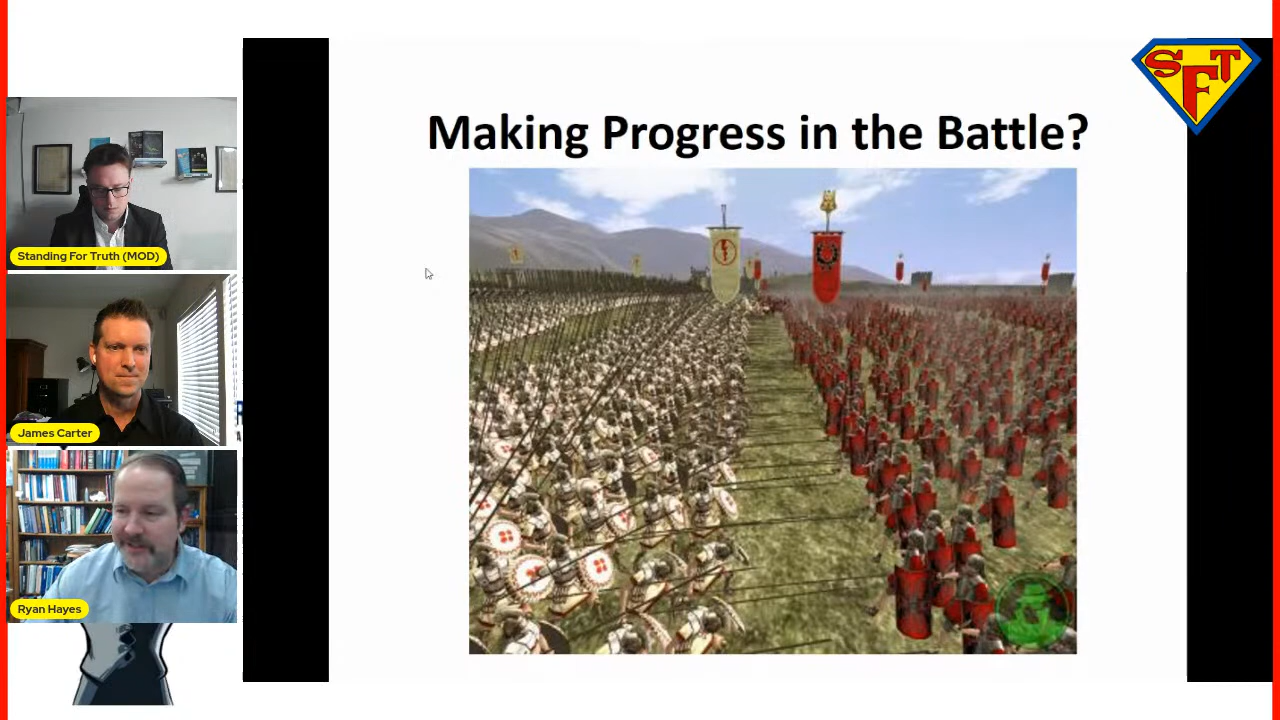 SFT
Making Progress in the Battle?
Standing For Truth (MOD)
James Carter
Ryan Hayes